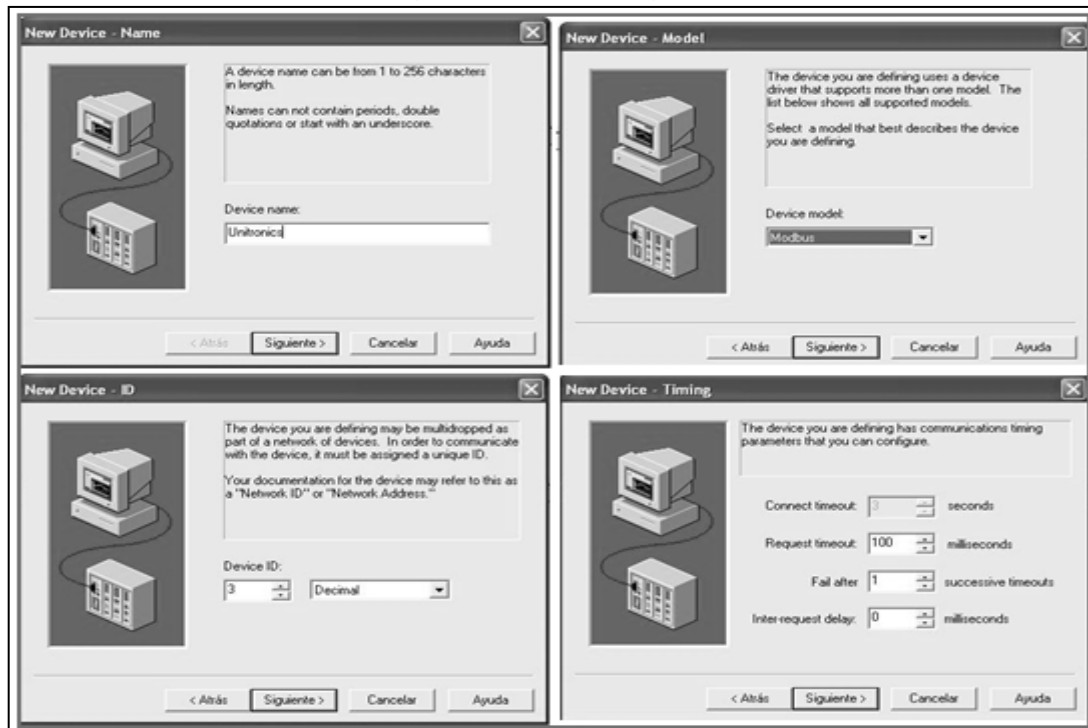 New Device - Name
A device name can be from 1 to 256 characters
in length.
Names can not contain periods, double
quotations or start with an underscore.
Device name:
Unitronics
< Atrás
Siguiente >
Cancelar
Ayuda
New Device - Model
The device you are defining uses a device
driver that supports more than one model. The
list below shows all supported models.
Select a model that best describes the device
you are defining.
Device model:
Modbus
< Atrás
Siguiente >
Cancelar
Ayuda
New Device - ID
The device you are defining may be multidropped as
part of a network of devices. In order to communicate
with the device, it must be assigned a unique ID.
Your documentation for the device may refer to this as
a "Network ID" or "Network Address."
Device ID:
3 Decimal
< Atrás
Siguiente >
Cancelar
Ayuda
New Device - Timing
The device you are defining has communications timing
parameters that you can configure.
Connect timeout: 3 seconds
Request timeout: 100 milliseconds
Fail after 1 successive timeouts
Inter-request delay: 0 milliseconds
< Atrás
Siguiente >
Cancelar
Ayuda